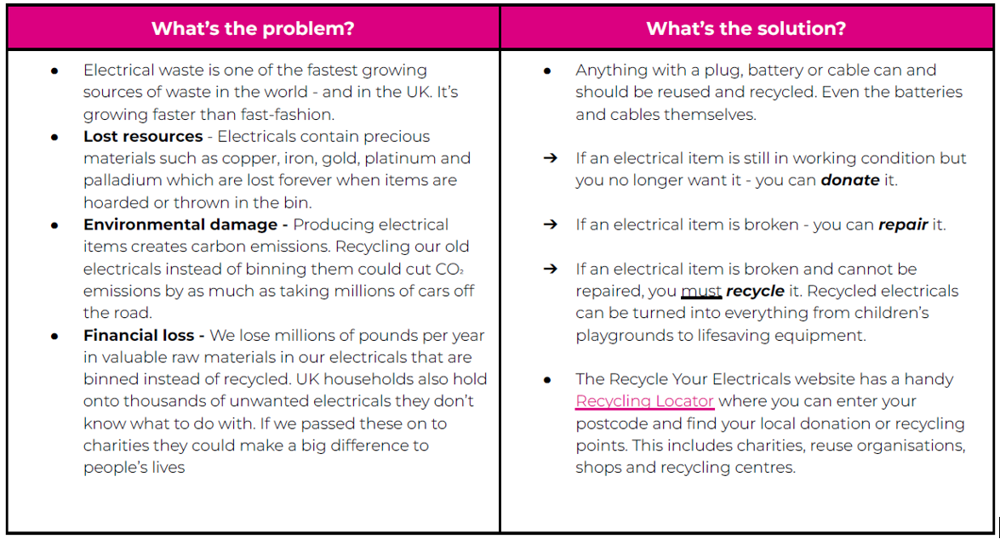 What’s the problem?
What’s the solution?
● Electrical waste is one of the fastest growing
sources of waste in the world - and in the UK. It’s
growing faster than fast-fashion.
● Lost resources - Electricals contain precious
materials such as copper, iron, gold, platinum and
palladium which are lost forever when items are
hoarded or thrown in the bin.
● Environmental damage - Producing electrical
items creates carbon emissions. Recycling our old
electricals instead of binning them could cut CO₂
emissions by as much as taking millions of cars off
the road.
● Financial loss - We lose millions of pounds per year
in valuable raw materials in our electricals that are
binned instead of recycled. UK households also hold
onto thousands of unwanted electricals they don’t
know what to do with. If we passed these on to
charities they could make a big difference to
people’s lives
● Anything with a plug, battery or cable can and
should be reused and recycled. Even the batteries
and cables themselves.
➔ If an electrical item is still in working condition but
you no longer want it - you can donate it.
➔ If an electrical item is broken - you can repair it.
➔ If an electrical item is broken and cannot be
repaired, you must recycle it. Recycled electricals
can be turned into everything from children’s
playgrounds to lifesaving equipment.
● The Recycle Your Electricals website has a handy
Recycling Locator where you can enter your
postcode and find your local donation or recycling
points. This includes charities, reuse organisations,
shops and recycling centres.